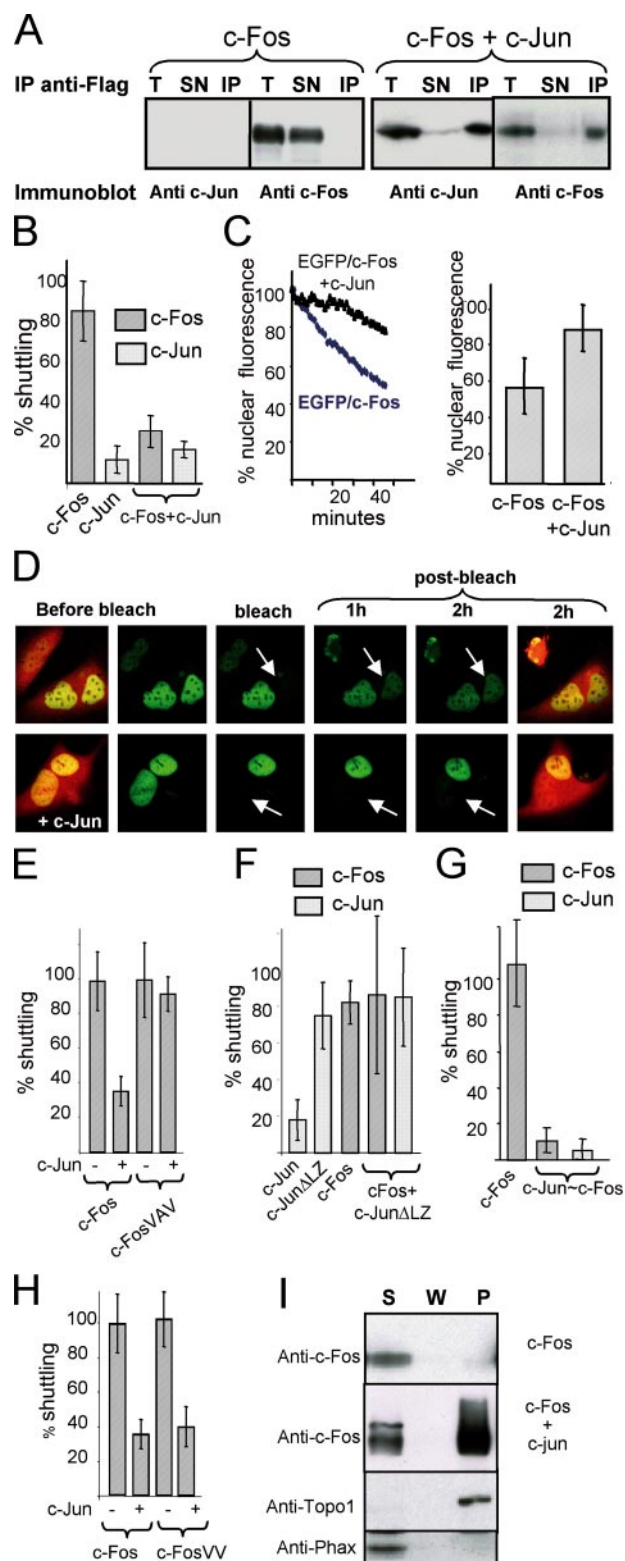 A
c-Fos
c-Fos + c-Jun
IP anti-Flag
T SN IP T SN IP T SN IP T SN IP
Immunoblot Anti c-Jun Anti c-Fos Anti c-Jun Anti c-Fos
B
% shuttling
100
80
60
40
20
c-Fos
c-Jun
c-Fos
c-Jun
c-Fos+c-Jun
C
% nuclear fluorescence
100
80
60
40
20
EGFP/c-Fos
+c-Jun
EGFP/c-Fos
20 40
minutes
% nuclear fluorescence
100
80
60
40
20
c-Fos
c-Fos
+c-Jun
D
post-bleach
Before bleach bleach 1h 2h 2h
+ c-Jun
E
% shuttling
100
80
60
40
20
c-Jun - + - +
c-Fos
c-FosVAV
F
c-Fos
c-Jun
% shuttling
100
80
60
40
20
c-Jun
c-JunΔLZ
c-Fos
cFos+
c-JunΔLZ
G
c-Fos
c-Jun
% shuttling
100
80
60
40
20
c-Fos
c-Jun~c-Fos
H
% shuttling
100
80
60
40
20
c-Jun - + - +
c-Fos
c-FosVV
I
S W P
Anti-c-Fos c-Fos
Anti-c-Fos
c-Fos
+
c-jun
Anti-Topo1
Anti-Phax